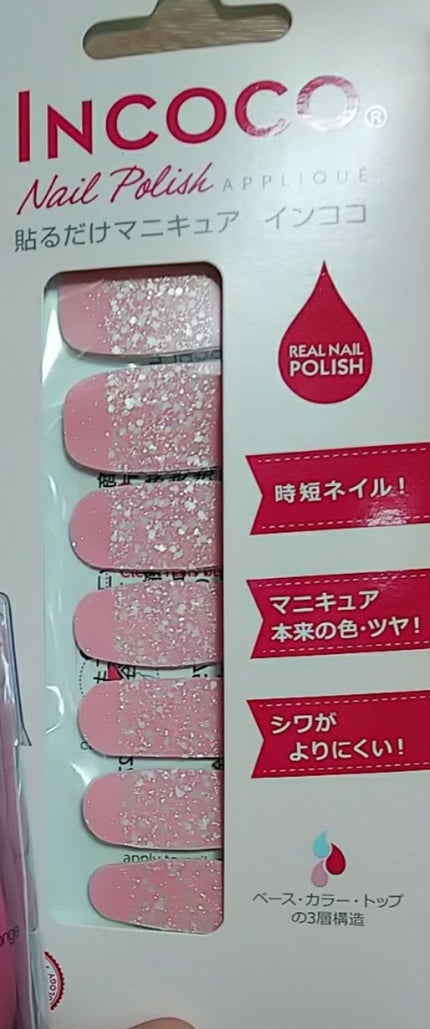 INCOCO®
Nail Polish APPLIQUÉ
貼るだけマニキュア インココ
REAL NAIL
POLISH
時短ネイル!
マニキュア
本来の色・ツヤ!
シワが
よりにくい!
apply to nail
ベース・カラー・トップ
の3層構造